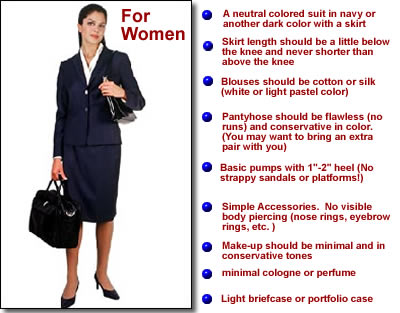 For
Women
A neutral colored suit in navy or
another dark color with a skirt
Skirt length should be a little below
the knee and never shorter than
above the knee
Blouses should be cotton or silk
(white or light pastel color)
Pantyhose should be flawless (no
runs) and conservative in color.
(You may want to bring an extra
pair with you)
Basic pumps with 1"-2" heel (No
strappy sandals or platforms!)
Simple Accessories. No visible
body piercing (nose rings, eyebrow
rings, etc. )
Make-up should be minimal and in
conservative tones
minimal cologne or perfume
Light briefcase or portfolio case